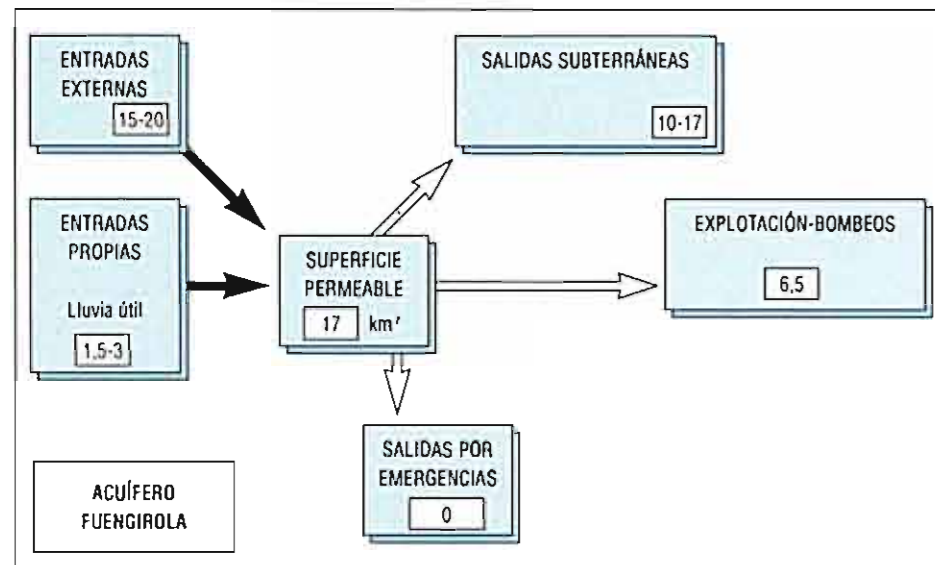 ENTRADAS
EXTERNAS
15-20
SALIDAS SUBTERRÁNEAS
10-17
ENTRADAS
PROPIAS
Lluvia útil
1,5-3
SUPERFICIE
PERMEABLE
17 km²
EXPLOTACIÓN-BOMBEOS
6,5
SALIDAS POR
EMERGENCIAS
0
ACUÍFERO
FUENGIROLA